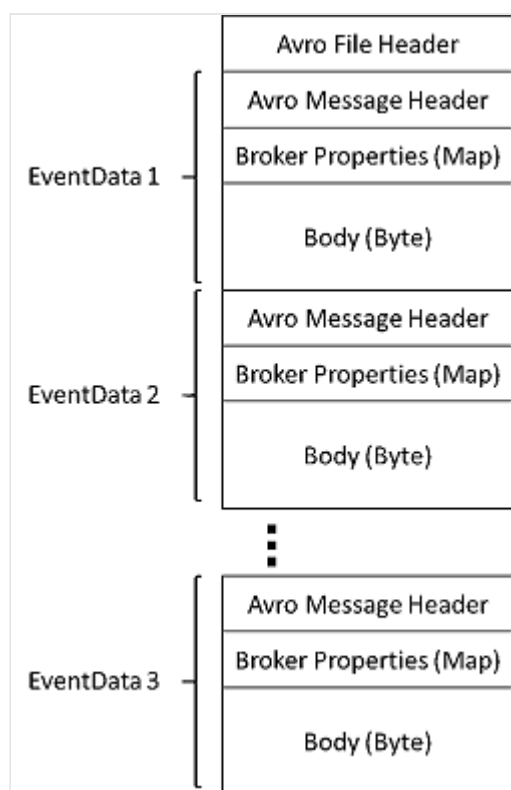 Avro File Header
Avro Message Header
Broker Properties (Map)
EventData 1
Body (Byte)
Avro Message Header
Broker Properties (Map)
EventData 2
Body (Byte)
Avro Message Header
Broker Properties (Map)
EventData 3
Body (Byte)